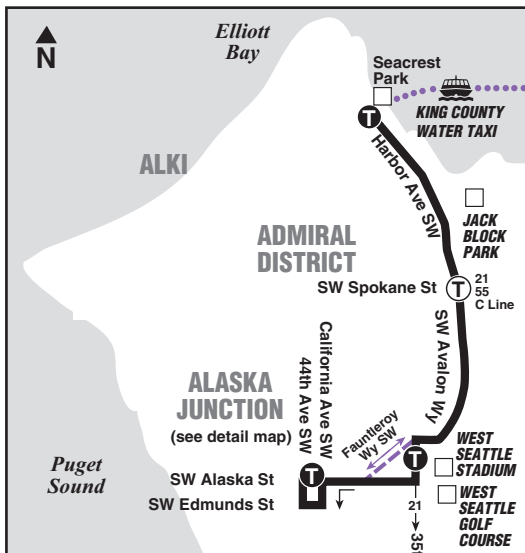 N
Elliott
Bay
Seacrest
Park
T
KING COUNTY
WATER TAXI
Harbor Ave SW
ALKI
JACK
BLOCK
PARK
ADMIRAL
DISTRICT
SW Spokane St
T
21
55
C Line
SW Avalon Wy
California Ave SW
44th Ave SW
ALASKA
JUNCTION
(see detail map)
Fauntleroy
Wy SW
T
WEST
SEATTLE
STADIUM
Puget
Sound
SW Alaska St
T
SW Edmunds St
21
WEST
SEATTLE
GOLF
COURSE